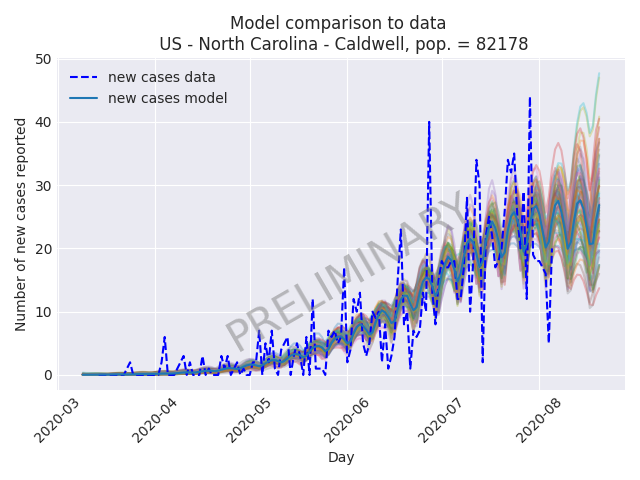 Model comparison to data
US - North Carolina - Caldwell, pop. = 82178
50
40
30
20
10
0
Number of new cases reported
new cases data
new cases model
PRELIMINARY
2020-03
2020-04
2020-05
2020-06
2020-07
2020-08
Day